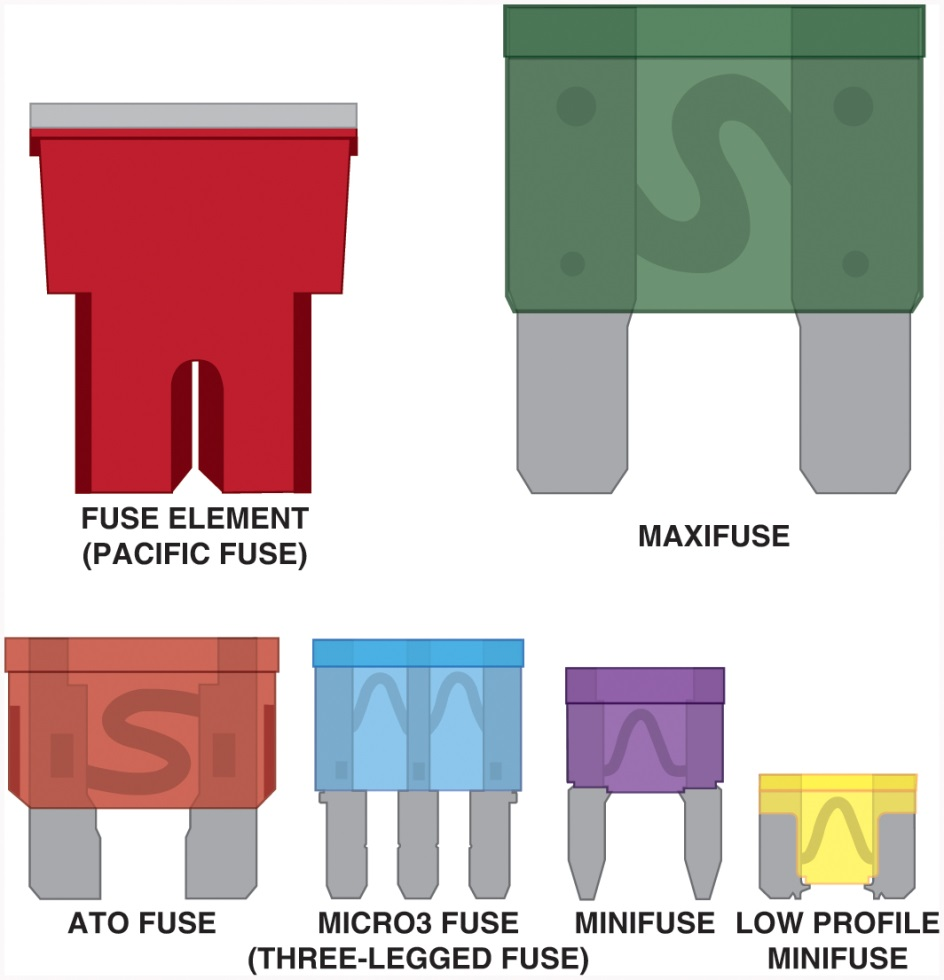 FUSE ELEMENT
(PACIFIC FUSE)
MAXIFUSE
ATO FUSE
MICRO3 FUSE
(THREE-LEGGED FUSE)
MINIFUSE
LOW PROFILE
MINIFUSE